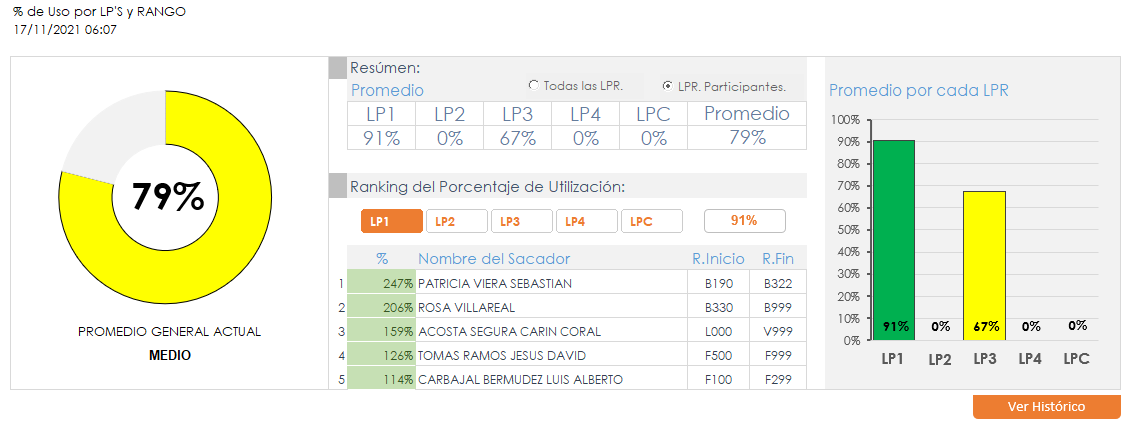 % de Uso por LP'S y RANGO
17/11/2021 06:07
79%
PROMEDIO GENERAL ACTUAL
MEDIO
Resúmen:
Promedio
Todas las LPR.
LPR. Participantes.
LP1 LP2 LP3 LP4 LPC Promedio
91% 0% 67% 0% 0% 79%
Ranking del Porcentaje de Utilización:
LP1 LP2 LP3 LP4 LPC 91%
% Nombre del Sacador R.Inicio R.Fin
1 247% PATRICIA VIERA SEBASTIAN B190 B322
2 206% ROSA VILLAREAL B330 B999
3 159% ACOSTA SEGURA CARIN CORAL L000 V999
4 126% TOMAS RAMOS JESUS DAVID F500 F999
5 114% CARBAJAL BERMUDEZ LUIS ALBERTO F100 F299
Promedio por cada LPR
100%
90%
80%
70%
60%
50%
40%
30%
20%
10%
0%
91% 0% 67% 0% 0%
LP1 LP2 LP3 LP4 LPC
Ver Histórico